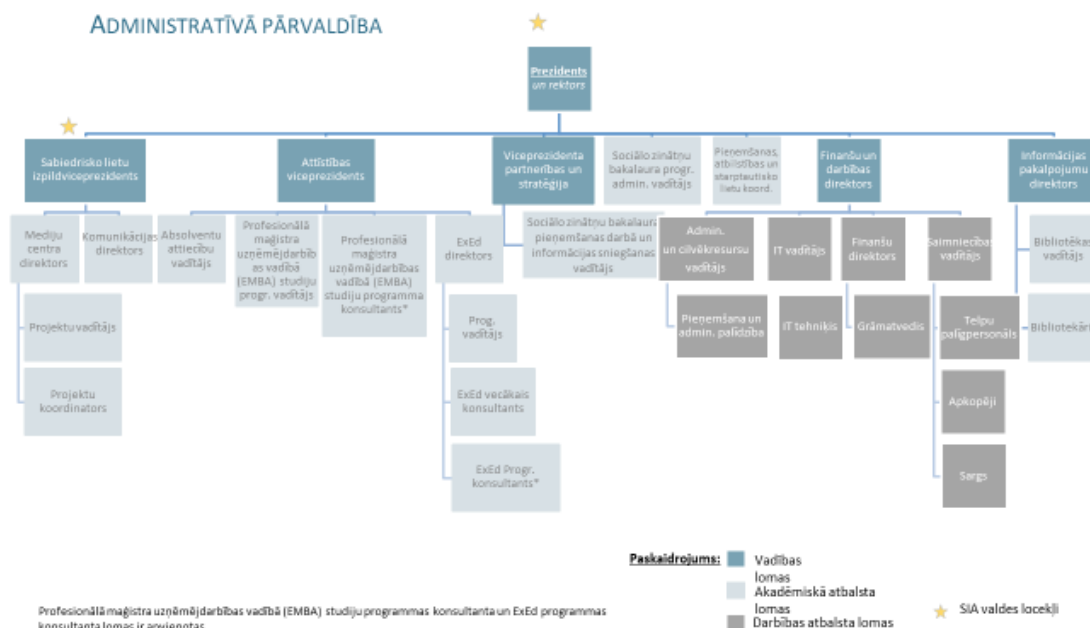 ADMINISTRATĪVĀ PĀRVALDĪBA
Prezidents
un rektors
Sabiedrisko lietu
izpildviceprezidents
Attīstības
viceprezidents
Viceprezidenta
partnerības un
stratēģija
Sociālo zinātņu
bakalaura progr.
admin. vadītājs
Pieņemšanas,
atbilstības un
starptautisko
lietu koord.
Finanšu un
darbības
direktors
Informācijas
pakalpojumu
direktors
Mediju
centra
direktors
Komunikācijas
direktors
Absolventu
attiecību
vadītājs
Profesionālā
maģistra
uzņēmējdarbīb
as vadībā
(EMBA) studiju
progr. vadītājs
Profesionālā
maģistra
uzņēmējdarbības
vadībā (EMBA)
studiju programma
konsultants*
ExEd
direktors
Sociālo zinātņu bakalaura
pieņemšanas darbā un
informācijas sniegšanas
vadītājs
Admin.
un cilvēkresursu
vadītājs
IT vadītājs
Finanšu
direktors
Saimniecības
vadītājs
Bibliotēkas
vadītājs
Projektu vadītājs
Prog.
vadītājs
Pieņemšana un
admin. palīdzība
IT tehniķis
Grāmatvedis
Telpu
palīgpersonāls
Bibliotekāri
Projektu
koordinators
ExEd vecākais
konsultants
Apkopēji
ExEd Progr.
konsultants*
Sargs
Paskaidrojums:
Vadības
lomas
Akadēmiskā atbalsta
lomas
Darbības atbalsta lomas
SIA valdes locekļi
Profesionālā maģistra uzņēmējdarbības vadībā (EMBA) studiju programmas konsultanta un ExEd programmas
konsultanta lomas ir apvienotas